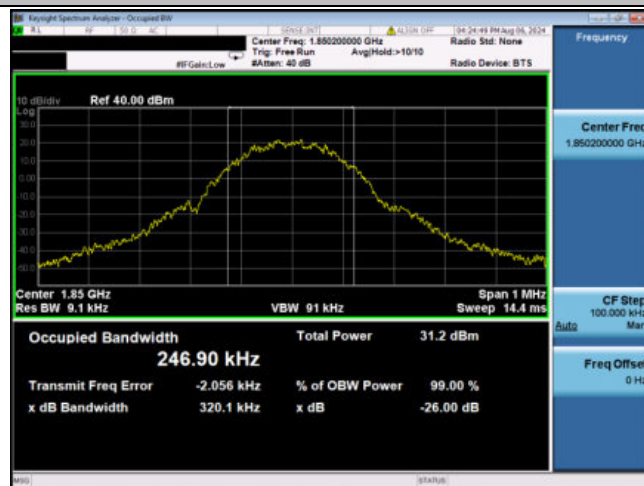 Keysight Spectrum Analyzer - Occupied BW
RL RF 50 Ω AC SENSE:INT ALIGN OFF 04:24:49 PM Aug 06, 2024
Center Freq: 1.850200000 GHz Radio Std: None
Trig: Free Run Avg|Hold:>10/10
#IFGain:Low #Atten: 40 dB Radio Device: BTS
Frequency
10 dB/div Ref 40.00 dBm
Log
30.0
20.0
10.0
0.00
-10.0
-20.0
-30.0
-40.0
-50.0
Center 1.85 GHz Span 1 MHz
Res BW 9.1 kHz VBW 91 kHz Sweep 14.4 ms
Occupied Bandwidth Total Power 31.2 dBm
246.90 kHz
Transmit Freq Error -2.056 kHz % of OBW Power 99.00 %
x dB Bandwidth 320.1 kHz x dB -26.00 dB
Center Freq
1.850200000 GHz
CF Step
100.000 kHz
Auto Man
Freq Offset
0 Hz
MSG STATUS